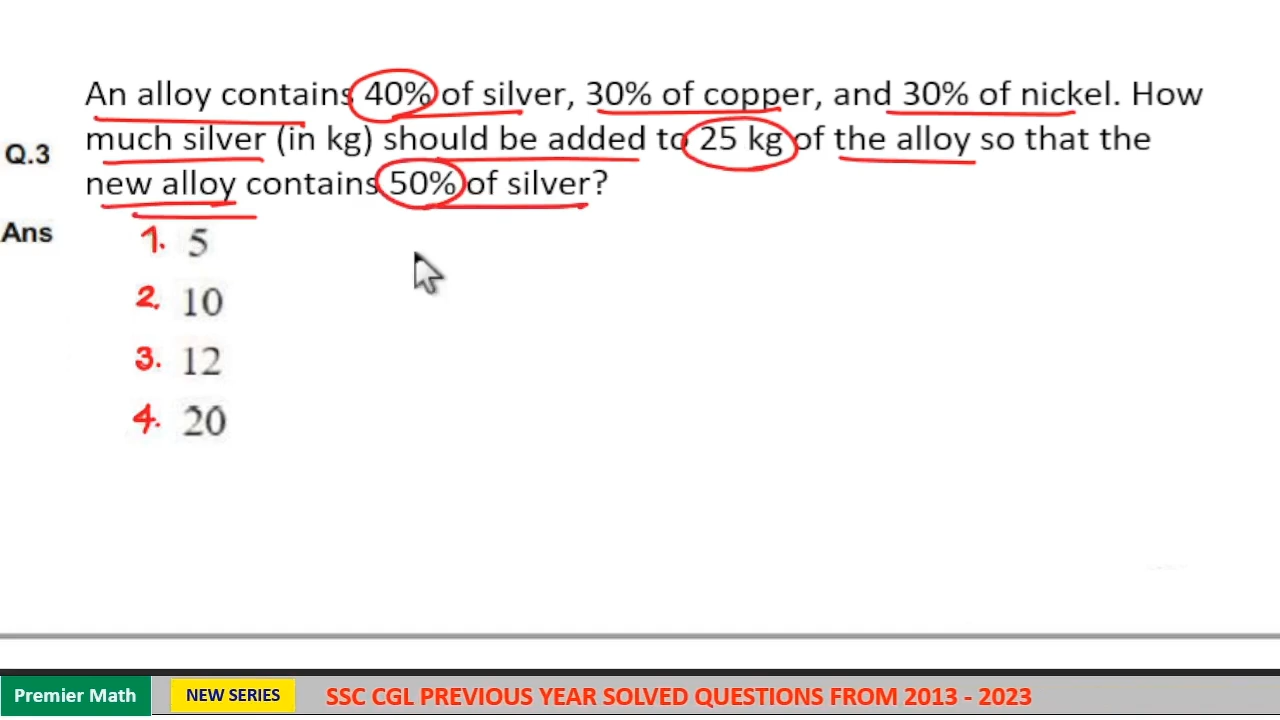 An alloy contains 40% of silver, 30% of copper, and 30% of nickel. How
much silver (in kg) should be added to 25 kg of the alloy so that the
Q.3
new alloy contains 50% of silver?
Ans
1. 5
2. 10
3. 12
4. 20
Premier Math
NEW SERIES
SSC CGL PREVIOUS YEAR SOLVED QUESTIONS FROM 2013 - 2023